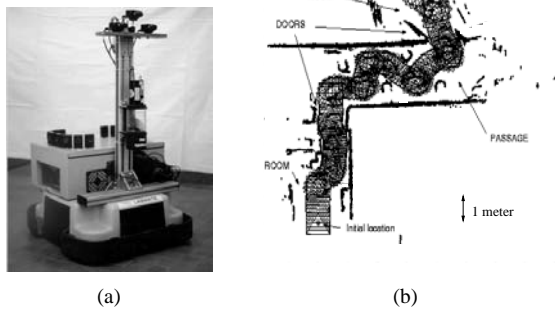 DOORS
PASSAGE
ROOM
1 meter
Initial location
(a)
(b)